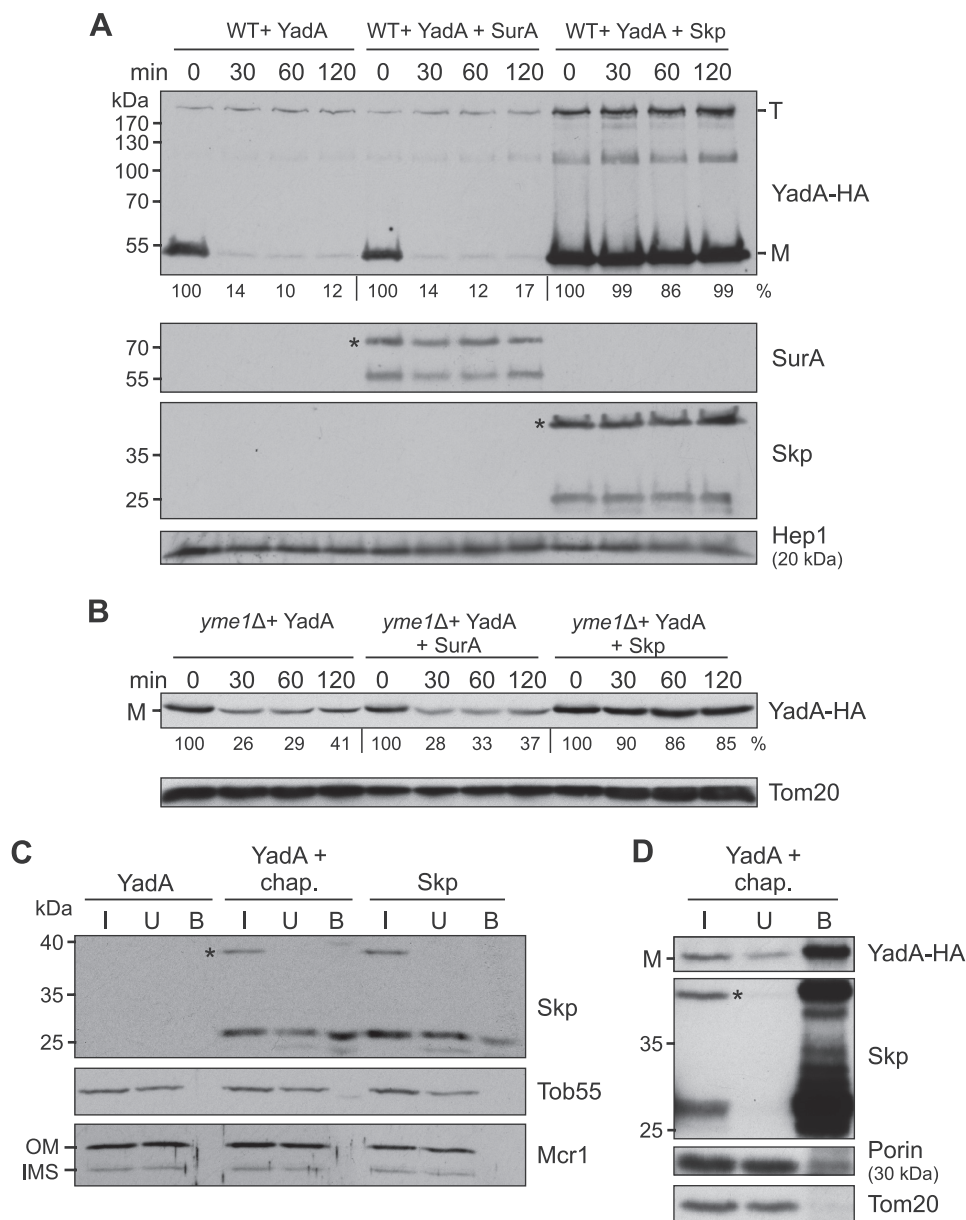 A
WT+ YadA WT+ YadA + SurA WT+ YadA + Skp
min 0 30 60 120 0 30 60 120 0 30 60 120
kDa
170
130
100
70
55
T
YadA-HA
M
100 14 10 12 100 14 12 17 100 99 86 99 %
70
55
*
SurA
*
35
25
Skp
Hep1
(20 kDa)
B
yme1Δ+ YadA yme1Δ+ YadA + SurA yme1Δ+ YadA + Skp
min 0 30 60 120 0 30 60 120 0 30 60 120
M
YadA-HA
100 26 29 41 100 28 33 37 100 90 86 85 %
Tom20
C
YadA YadA + chap. Skp
kDa I U B I U B I U B
40
*
35
25
Skp
Tob55
OM
IMS
Mcr1
D
YadA + chap.
I U B
M
YadA-HA
*
35
25
Skp
Porin
(30 kDa)
Tom20